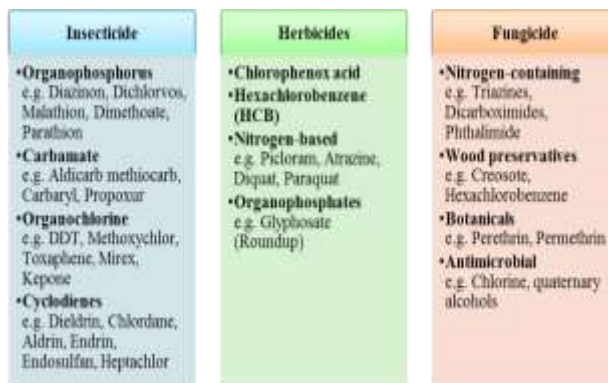 Insecticide
•Organophosphorus
e.g. Diazinon, Dichlorvos,
Malathion, Dimethoate,
Parathion
•Carbamate
e.g. Aldicarb methiocarb,
Carbaryl, Propoxur
•Organochlorine
e.g. DDT, Methoxychlor,
Toxaphene, Mirex,
Kepone
•Cyclodienes
e.g. Dieldrin, Chlordane,
Aldrin, Endrin,
Endosulfan, Heptachlor
Herbicides
•Chlorophenox acid
•Hexachlorobenzene
(HCB)
•Nitrogen-based
e.g. Picloram, Atrazine,
Diquat, Paraquat
•Organophosphates
e.g. Glyphosate
(Roundup)
Fungicide
•Nitrogen-containing
e.g. Triazines,
Dicarboximides,
Phthalimide
•Wood preservatives
e.g. Creosote,
Hexachlorobenzene
•Botanicals
e.g. Perethrin, Permethrin
•Antimicrobial
e.g. Chlorine, quaternary
alcohols